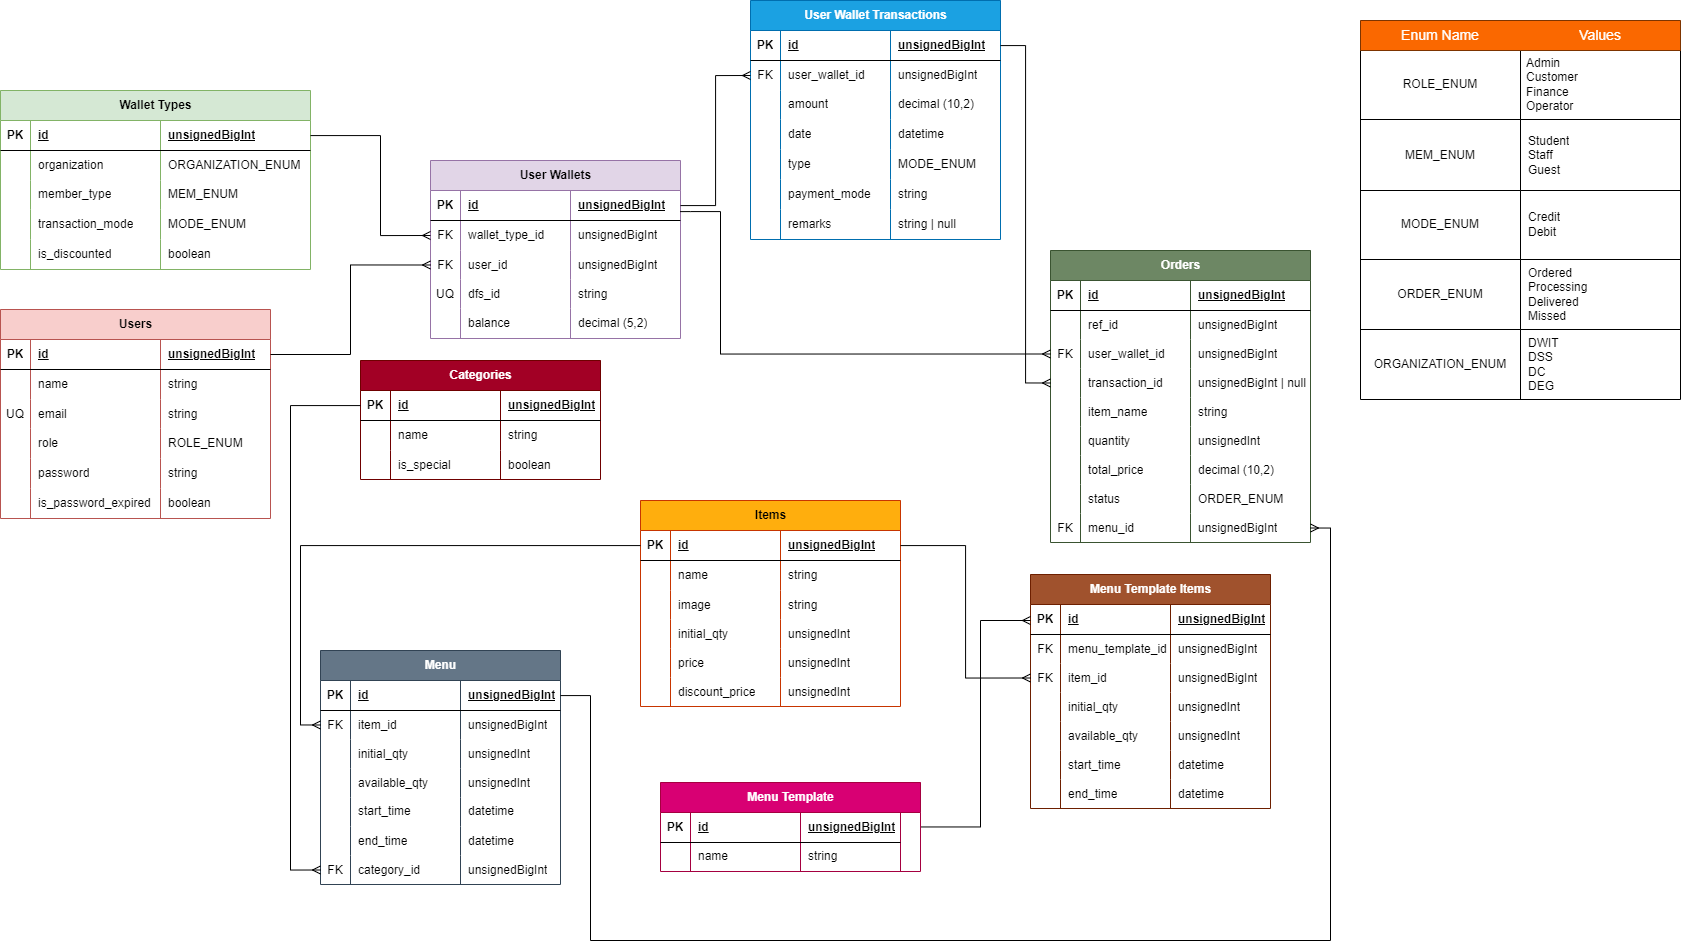 User Wallet Transactions
PK id unsignedBigInt
FK user_wallet_id unsignedBigInt
amount decimal (10,2)
date datetime
type MODE_ENUM
payment_mode string
remarks string | null
Enum Name Values
ROLE_ENUM
Admin
Customer
Finance
Operator
MEM_ENUM
Student
Staff
Guest
MODE_ENUM
Credit
Debit
ORDER_ENUM
Ordered
Processing
Delivered
Missed
ORGANIZATION_ENUM
DWIT
DSS
DC
DEG
Wallet Types
PK id unsignedBigInt
organization ORGANIZATION_ENUM
member_type MEM_ENUM
transaction_mode MODE_ENUM
is_discounted boolean
User Wallets
PK id unsignedBigInt
FK wallet_type_id unsignedBigInt
FK user_id unsignedBigInt
UQ dfs_id string
balance decimal (5,2)
Orders
PK id unsignedBigInt
ref_id unsignedBigInt
FK user_wallet_id unsignedBigInt
transaction_id unsignedBigInt | null
item_name string
quantity unsignedInt
total_price decimal (10,2)
status ORDER_ENUM
FK menu_id unsignedBigInt
Users
PK id unsignedBigInt
name string
UQ email string
role ROLE_ENUM
password string
is_password_expired boolean
Categories
PK id unsignedBigInt
name string
is_special boolean
Items
PK id unsignedBigInt
name string
image string
initial_qty unsignedInt
price unsignedInt
discount_price unsignedInt
Menu Template Items
PK id unsignedBigInt
FK menu_template_id unsignedBigInt
FK item_id unsignedBigInt
initial_qty unsignedInt
available_qty unsignedInt
start_time datetime
end_time datetime
Menu
PK id unsignedBigInt
FK item_id unsignedBigInt
initial_qty unsignedInt
available_qty unsignedInt
start_time datetime
end_time datetime
FK category_id unsignedBigInt
Menu Template
PK id unsignedBigInt
name string